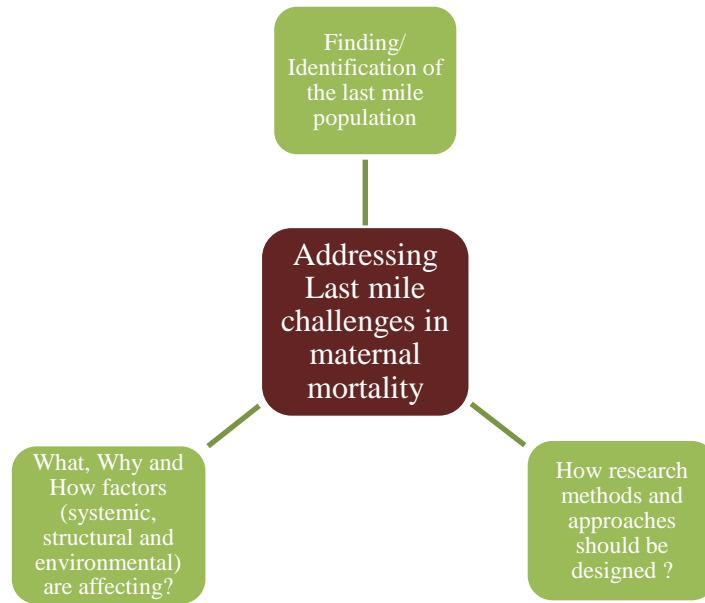 Finding/
Identification of
the last mile
population
Addressing
Last mile
challenges in
maternal
mortality
What, Why and
How factors
(systemic,
structural and
environmental)
are affecting?
How research
methods and
approaches
should be
designed ?